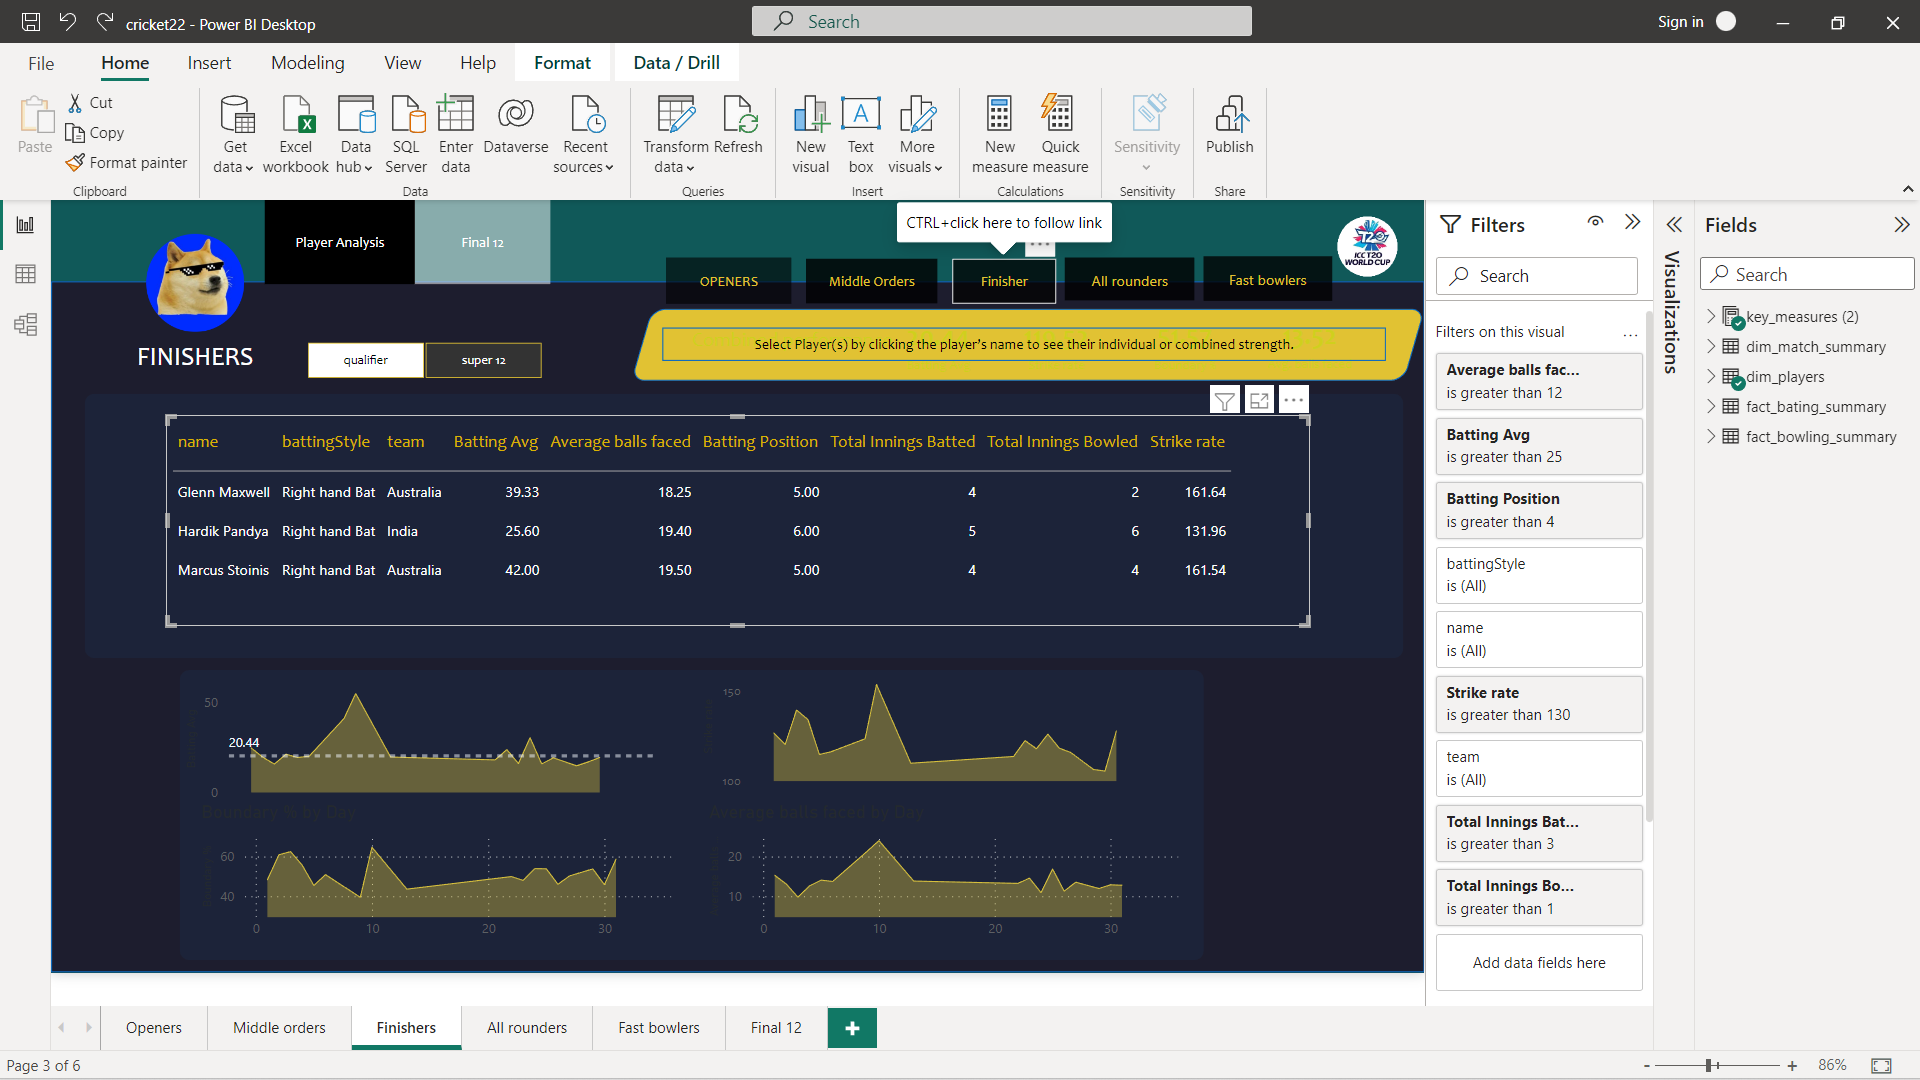 cricket22 - Power BI Desktop
Search
Sign in
File
Home
Insert
Modeling
View
Help
Format
Data / Drill
Paste
Cut
Copy
Format painter
Clipboard
Get data
Excel workbook
Data hub
SQL Server
Enter data
Dataverse
Recent sources
Data
Transform data
Refresh
Queries
New visual
Text box
More visuals
Insert
New measure
Quick measure
Calculations
Sensitivity
Sensitivity
Publish
Share
Player Analysis
Final 12
CTRL+click here to follow link
ICC T20
WORLD CUP
OPENERS
Middle Orders
Finisher
All rounders
Fast bowlers
FINISHERS
qualifier
super 12
Select Player(s) by clicking the player's name to see their individual or combined strength.
name battingStyle team Batting Avg Average balls faced Batting Position Total Innings Batted Total Innings Bowled Strike rate
Glenn Maxwell Right hand Bat Australia 39.33 18.25 5.00 4 2 161.64
Hardik Pandya Right hand Bat India 25.60 19.40 6.00 5 6 131.96
Marcus Stoinis Right hand Bat Australia 42.00 19.50 5.00 4 4 161.54
50
20.44
0
150
100
Boundary % by Day
60
40
0 10 20 30
Average balls faced by Day
20
10
0 10 20 30
Filters
Search
Filters on this visual
...
Average balls fac...
is greater than 12
Batting Avg
is greater than 25
Batting Position
is greater than 4
battingStyle
is (All)
name
is (All)
Strike rate
is greater than 130
team
is (All)
Total Innings Bat...
is greater than 3
Total Innings Bo...
is greater than 1
Add data fields here
Visualizations
Fields
Search
key_measures (2)
dim_match_summary
dim_players
fact_bating_summary
fact_bowling_summary
Openers
Middle orders
Finishers
All rounders
Fast bowlers
Final 12
Page 3 of 6
86%